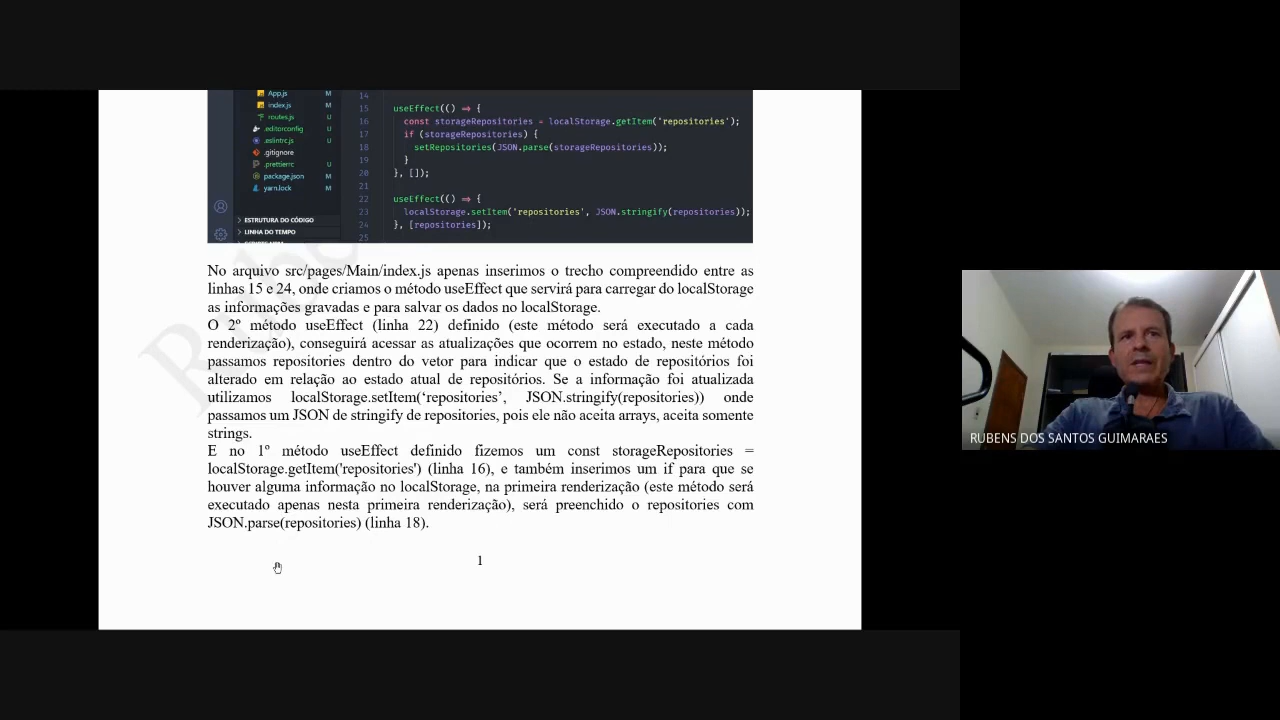 App.js M
index.js M
routes.js U
.editorconfig U
.eslintrc.js U
.gitignore
.prettierrc U
package.json M
yarn.lock M
ESTRUTURA DO CÓDIGO
LINHA DO TEMPO
14
15 useEffect(() => {
16 const storageRepositories = localStorage.getItem('repositories');
17 if (storageRepositories) {
18 setRepositories(JSON.parse(storageRepositories));
19 }
20 }, []);
21
22 useEffect(() => {
23 localStorage.setItem('repositories', JSON.stringify(repositories));
24 }, [repositories]);
25
No arquivo src/pages/Main/index.js apenas inserimos o trecho compreendido entre as
linhas 15 e 24, onde criamos o método useEffect que servirá para carregar do localStorage
as informações gravadas e para salvar os dados no localStorage.
O 2º método useEffect (linha 22) definido (este método será executado a cada
renderização), conseguirá acessar as atualizações que ocorrem no estado, neste método
passamos repositories dentro do vetor para indicar que o estado de repositórios foi
alterado em relação ao estado atual de repositórios. Se a informação foi atualizada
utilizamos localStorage.setItem(‘repositories’, JSON.stringify(repositories)) onde
passamos um JSON de stringify de repositories, pois ele não aceita arrays, aceita somente
strings.
E no 1º método useEffect definido fizemos um const storageRepositories =
localStorage.getItem('repositories') (linha 16), e também inserimos um if para que se
houver alguma informação no localStorage, na primeira renderização (este método será
executado apenas nesta primeira renderização), será preenchido o repositories com
JSON.parse(repositories) (linha 18).
1
RUBENS DOS SANTOS GUIMARAES